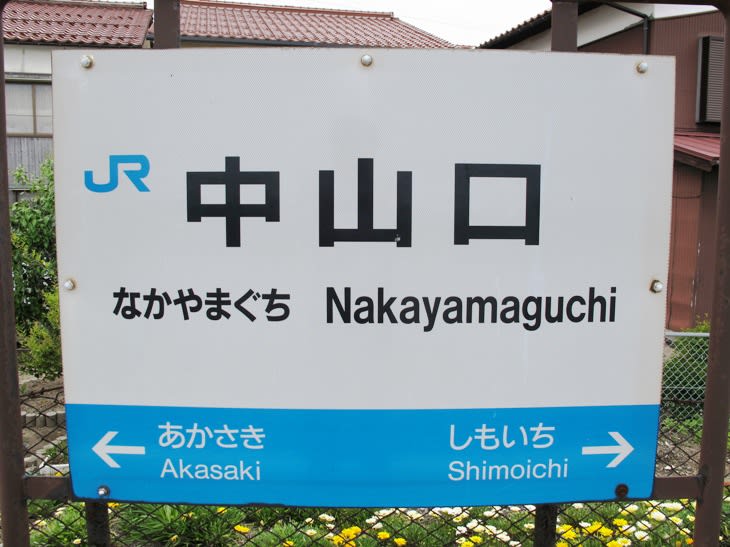 JR 中山口
なかやまぐち Nakayamaguchi
← あかさき しもいち →
Akasaki Shimoichi